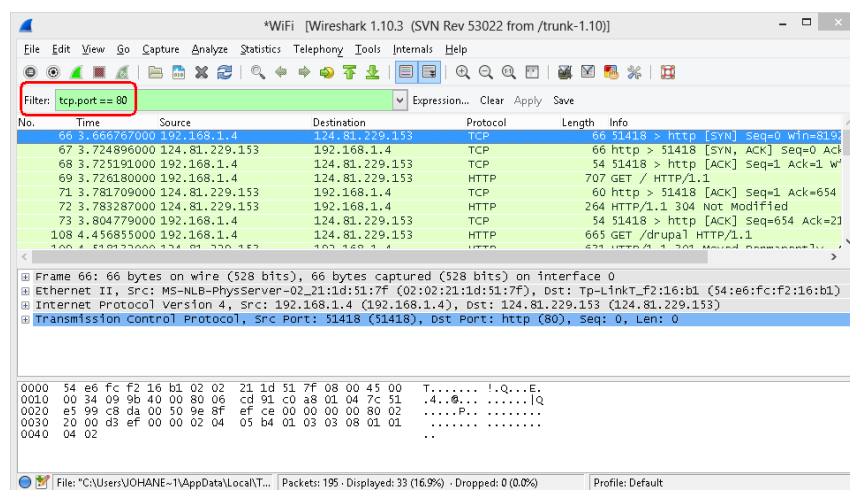 *WiFi [Wireshark 1.10.3 (SVN Rev 53022 from /trunk-1.10)]
File Edit View Go Capture Analyze Statistics Telephony Tools Internals Help
Filter: tcp.port == 80 Expression... Clear Apply Save
No. Time Source Destination Protocol Length Info
66 3.666767000 192.168.1.4 124.81.229.153 TCP 66 51418 > http [SYN] Seq=0 Win=8192
67 3.724896000 124.81.229.153 192.168.1.4 TCP 66 http > 51418 [SYN, ACK] Seq=0 Ack
68 3.725191000 192.168.1.4 124.81.229.153 TCP 54 51418 > http [ACK] Seq=1 Ack=1 W
69 3.726180000 192.168.1.4 124.81.229.153 HTTP 707 GET / HTTP/1.1
71 3.781709000 124.81.229.153 192.168.1.4 TCP 60 http > 51418 [ACK] Seq=1 Ack=654
72 3.783287000 124.81.229.153 192.168.1.4 HTTP 264 HTTP/1.1 304 Not Modified
73 3.804779000 192.168.1.4 124.81.229.153 TCP 54 51418 > http [ACK] Seq=654 Ack=21
108 4.456855000 192.168.1.4 124.81.229.153 HTTP 665 GET /drupal HTTP/1.1
Frame 66: 66 bytes on wire (528 bits), 66 bytes captured (528 bits) on interface 0
Ethernet II, Src: MS-NLB-PhysServer-02_21:1d:51:7f (02:02:21:1d:51:7f), Dst: Tp-LinkT_f2:16:b1 (54:e6:fc:f2:16:b1)
Internet Protocol Version 4, Src: 192.168.1.4 (192.168.1.4), Dst: 124.81.229.153 (124.81.229.153)
Transmission Control Protocol, Src Port: 51418 (51418), Dst Port: http (80), Seq: 0, Len: 0
0000 54 e6 fc f2 16 b1 02 02 21 1d 51 7f 08 00 45 00 T....... !.Q...E.
0010 00 34 09 9b 40 00 80 06 cd 91 c0 a8 01 04 7c 51 .4..@... ......|Q
0020 e5 99 c8 da 00 50 9e 8f ef ce 00 00 00 00 80 02 .....P.. ........
0030 20 00 d3 ef 00 00 02 04 05 b4 01 03 03 08 01 01 ....... ........
0040 04 02 ..
File: "C:\Users\JOHANE~1\AppData\Local\T... Packets: 195 · Displayed: 33 (16.9%) · Dropped: 0 (0.0%) Profile: Default